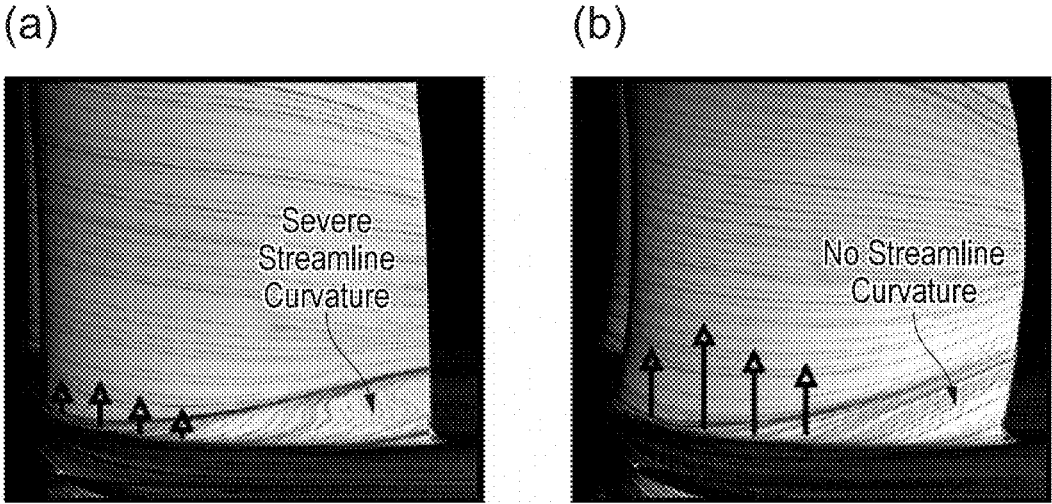 (a)
(b)
Severe
Streamline
Curvature
No Streamline
Curvature